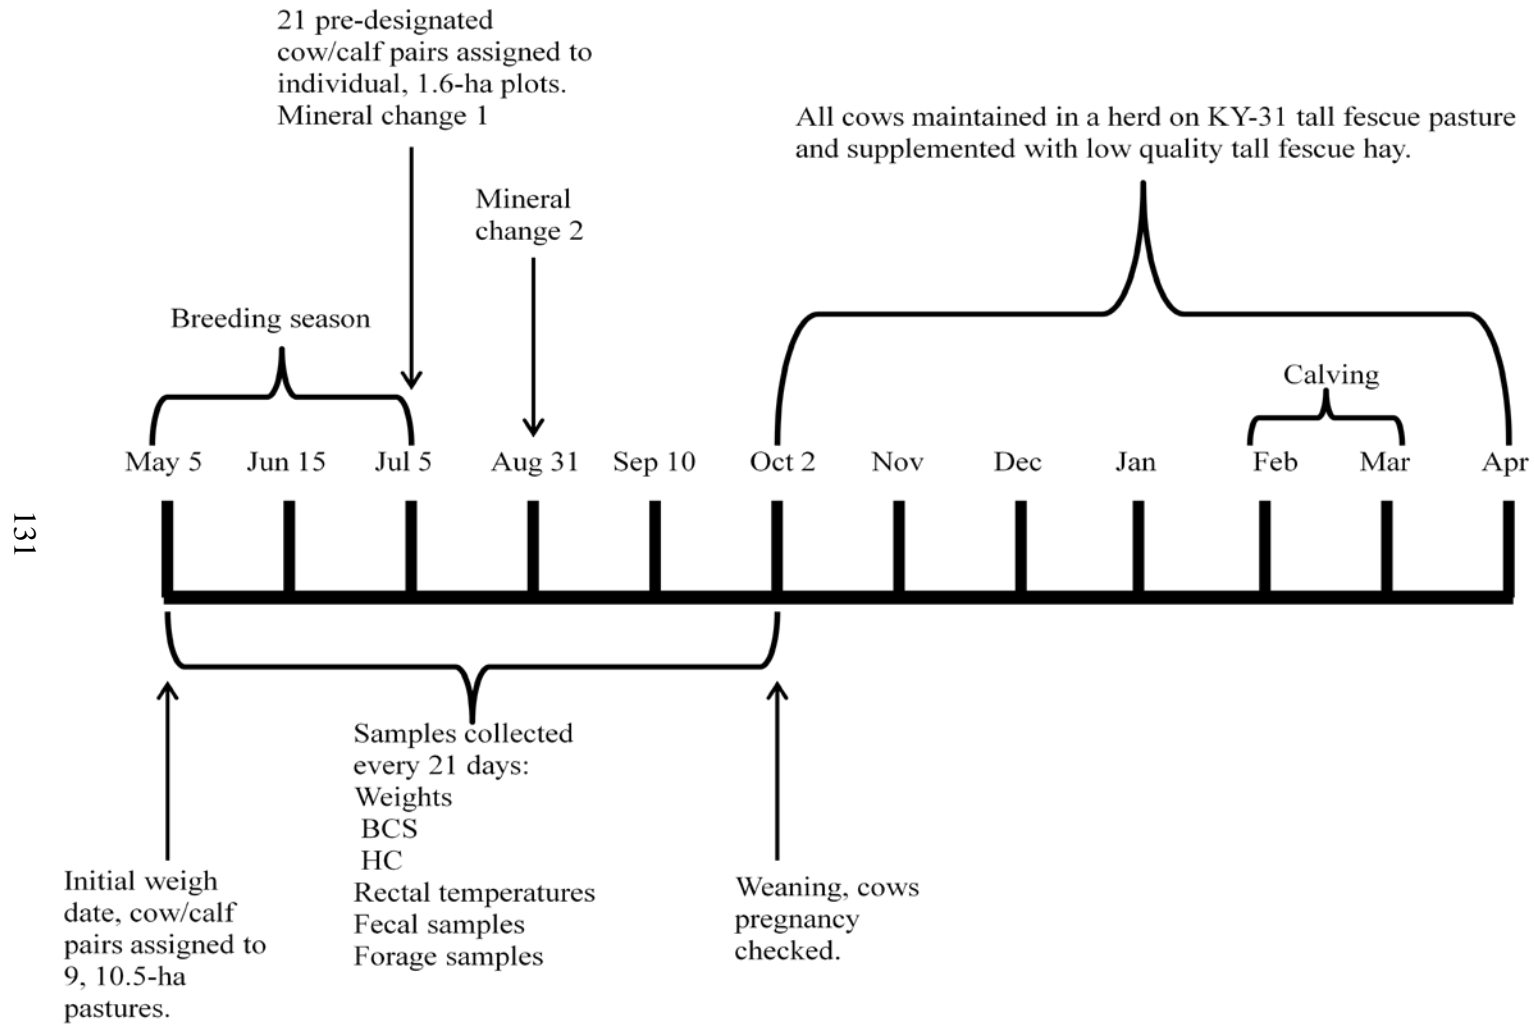 21 pre-designated
cow/calf pairs assigned to
individual, 1.6-ha plots.
Mineral change 1
All cows maintained in a herd on KY-31 tall fescue pasture
and supplemented with low quality tall fescue hay.
Mineral
change 2
Breeding season
Calving
May 5 Jun 15 Jul 5 Aug 31 Sep 10 Oct 2 Nov Dec Jan Feb Mar Apr
131
Samples collected
every 21 days:
Weights
BCS
HC
Rectal temperatures
Fecal samples
Forage samples
Initial weigh
date, cow/calf
pairs assigned to
9, 10.5-ha
pastures.
Weaning, cows
pregnancy
checked.